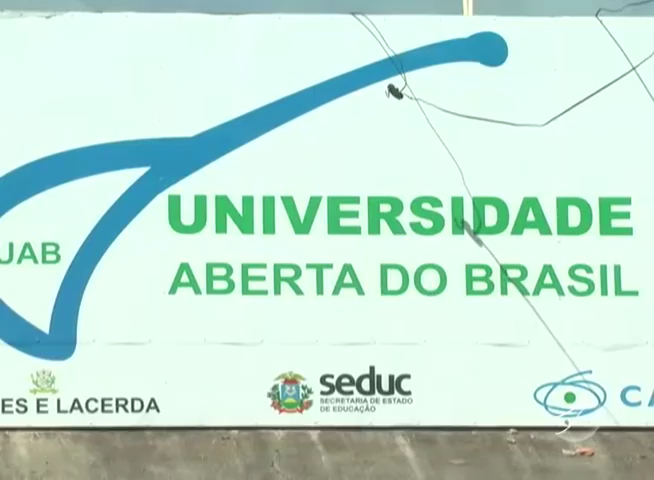 UNIVERSIDADE
UAB
ABERTA DO BRASIL
ES E LACERDA
seduc
SECRETARIA DE ESTADO
DE EDUCAÇÃO
CA